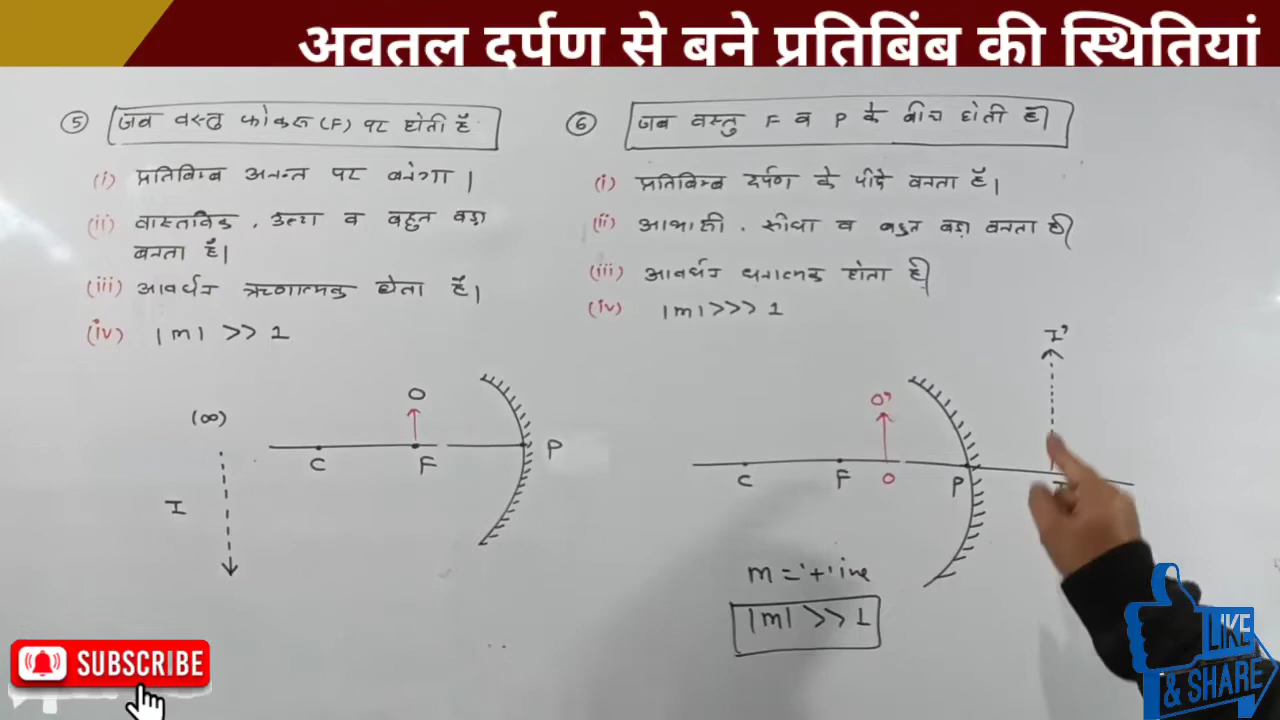 अवतल दर्पण से बने प्रतिबिंब की स्थितियां
⑤ जब वस्तु फोकस (F) पर होती है
(i) प्रतिबिम्ब अनन्त पर बनेगा |
(ii) वास्तविक, उल्टा व बहुत बड़ा
बनता है|
(iii) आवर्धन ऋणात्मक होता है|
(iv) |m| >> 1
(∞)
I
O
C
F
P
⑥ जब वस्तु F व P के बीच होती है|
(i) प्रतिबिम्ब दर्पण के पीछे बनता है|
(ii) आभासी, सीधा व बहुत बड़ा बनता है|
(iii) आवर्धन धनात्मक होता है|
(iv) |m| >>> 1
I'
O'
C
F
O
P
m = '+'ive
|m| >> 1
SUBSCRIBE
LIKE
& SHARE